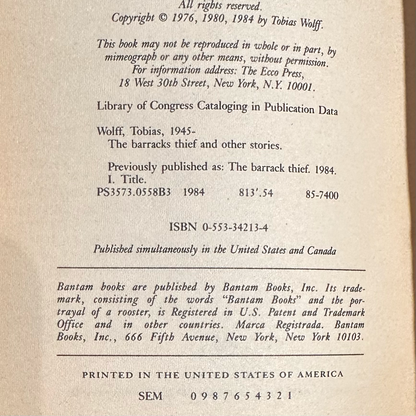 All rights reserved.
Copyright © 1976, 1980, 1984 by Tobias Wolff.
This book may not be reproduced in whole or in part, by
mimeograph or any other means, without permission.
For information address: The Ecco Press,
18 West 30th Street, New York, N.Y. 10001.
Library of Congress Cataloging in Publication Data
Wolff, Tobias, 1945-
The barracks thief and other stories.
Previously published as: The barrack thief. 1984.
I. Title.
PS3573.0558B3 1984 813'.54 85-7400
ISBN 0-553-34213-4
Published simultaneously in the United States and Canada
Bantam books are published by Bantam Books, Inc. Its trade-
mark, consisting of the words "Bantam Books" and the por-
trayal of a rooster, is Registered in U.S. Patent and Trademark
Office and in other countries. Marca Registrada. Bantam
Books, Inc., 666 Fifth Avenue, New York, New York 10103.
PRINTED IN THE UNITED STATES OF AMERICA
SEM 0 9 8 7 6 5 4 3 2 1